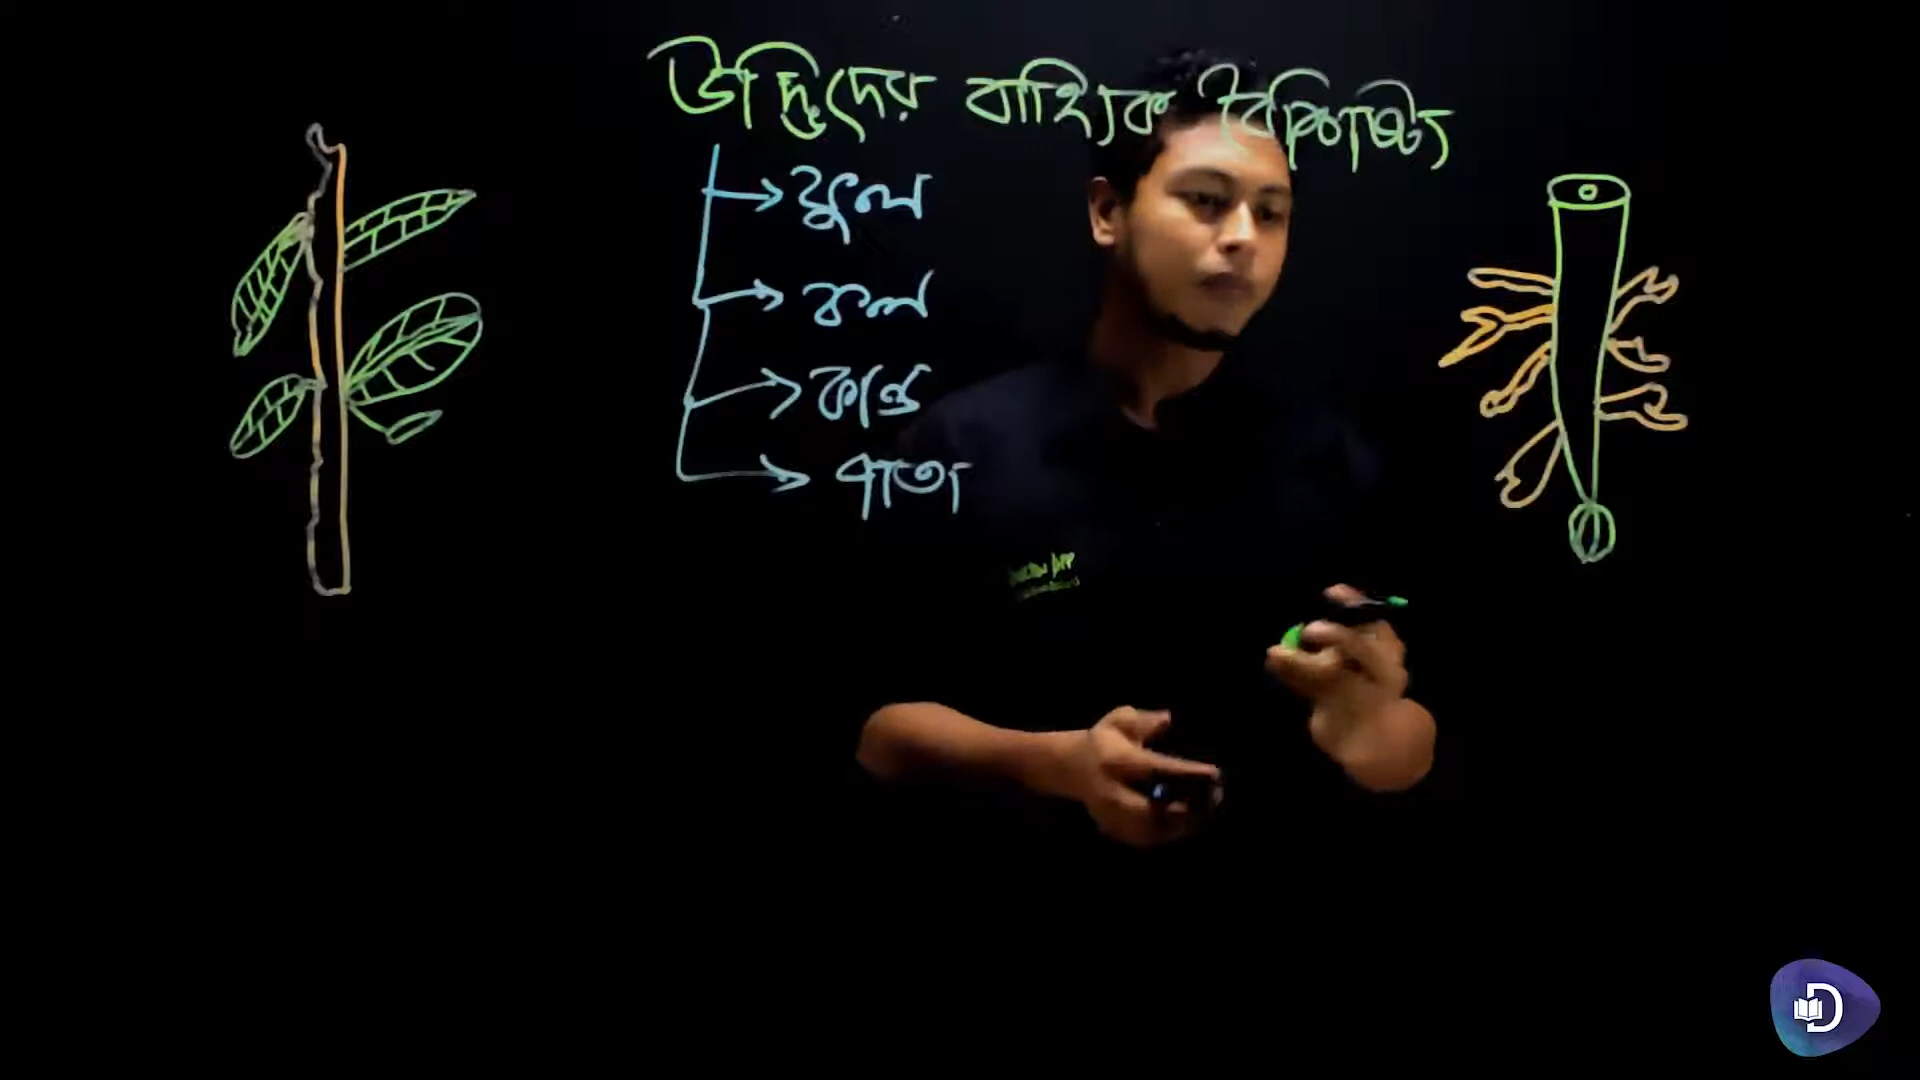 উদ্ভিদের বাহ্যিক বৈশিষ্ট্য
ফুল
ফল
কান্ড
পাতা
D